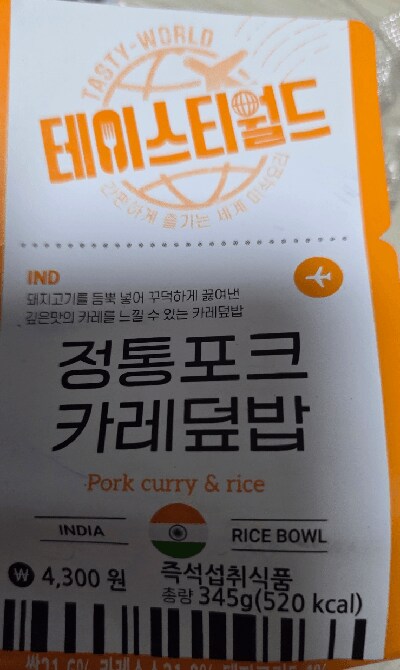 TASTY-WORLD
테이스티월드
간편하게 즐기는 세계 미식요리
IND
돼지고기를 듬뿍 넣어 꾸덕하게 끓여낸
깊은맛의 카레를 느낄 수 있는 카레덮밥
정통포크
카레덮밥
Pork curry & rice
INDIA
RICE BOWL
₩ 4,300 원
즉석섭취식품
총량 345g(520 kcal)